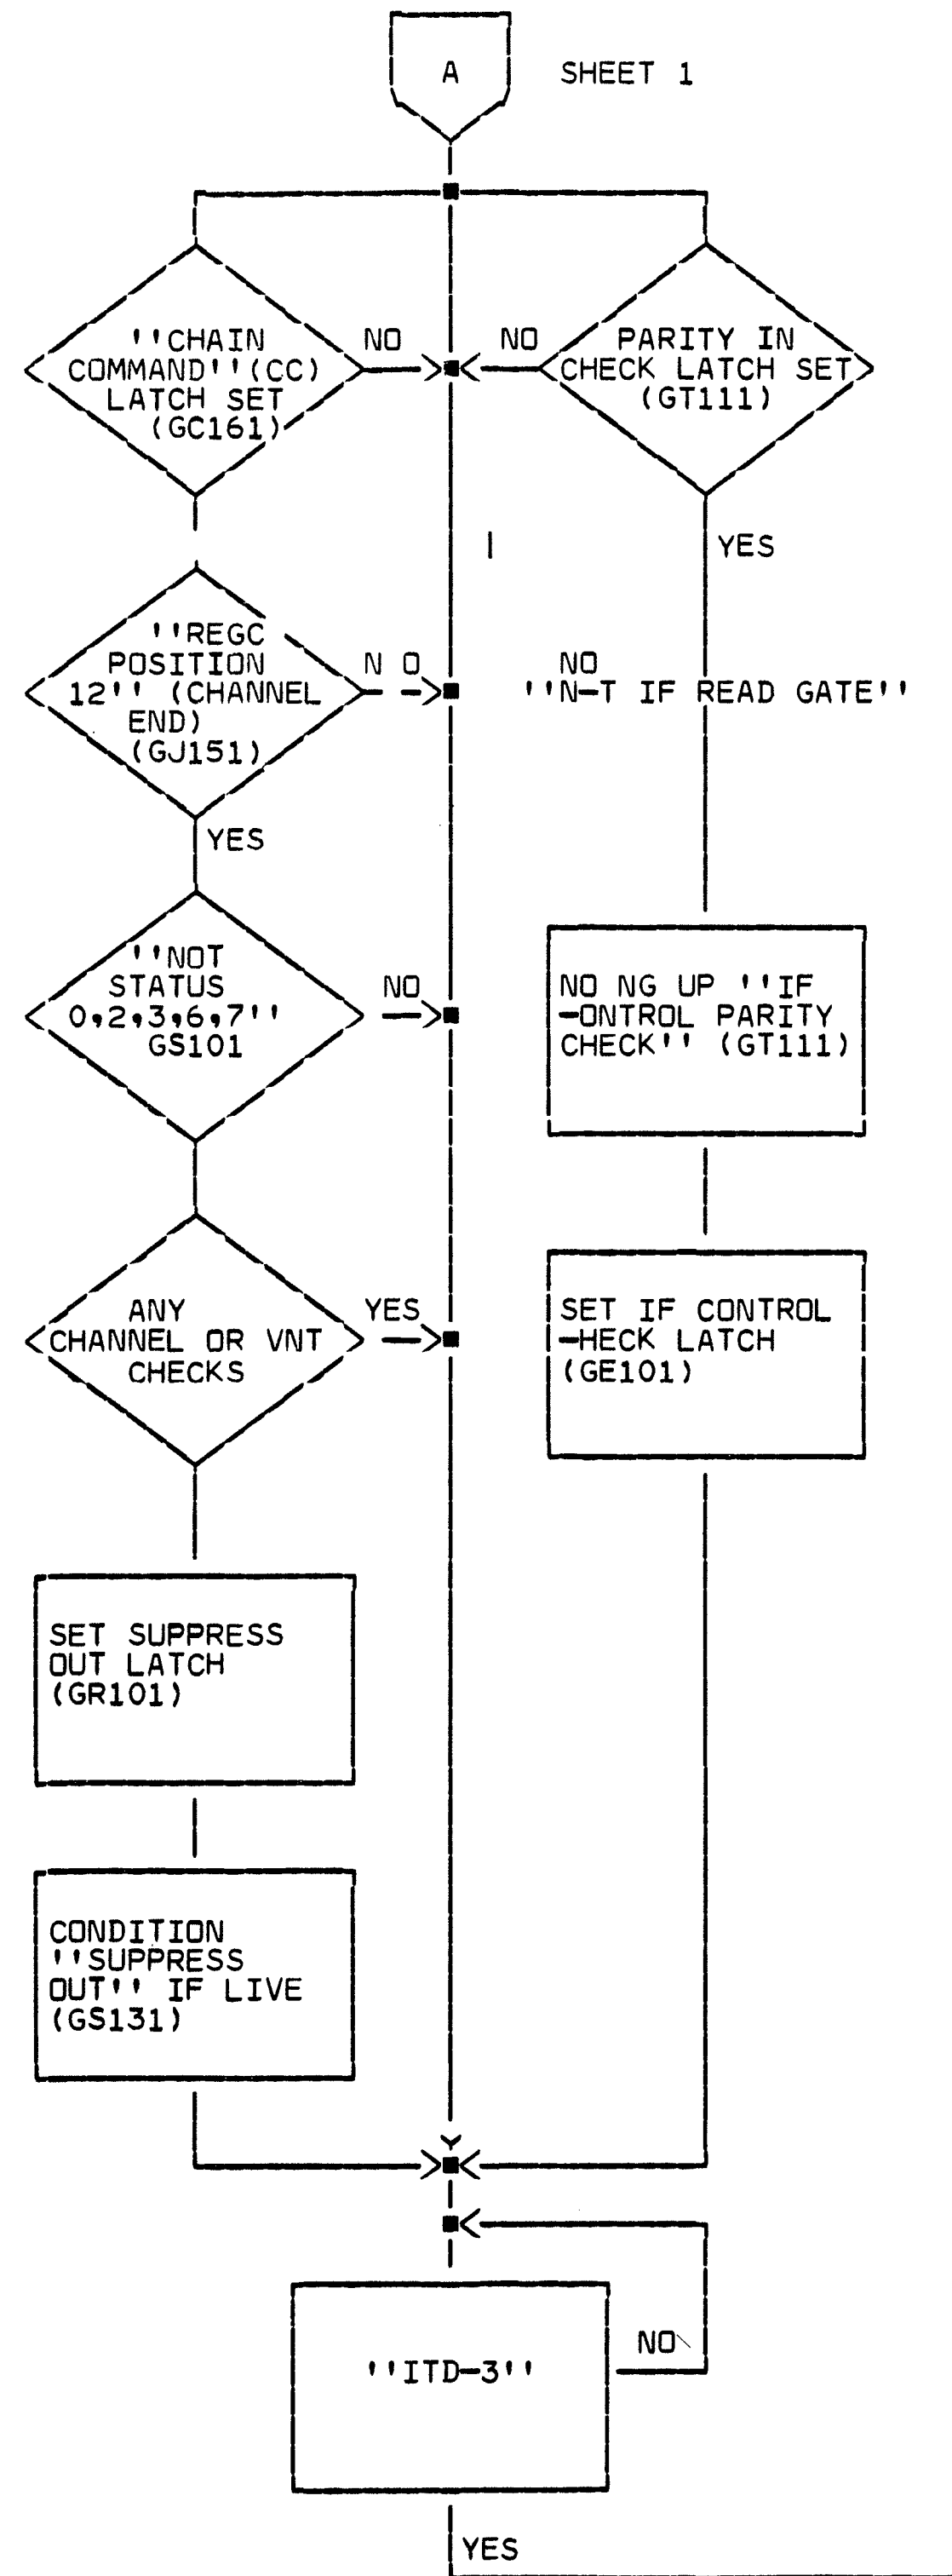 A
SHEET 1
''CHAIN
COMMAND''(CC)
LATCH SET
(GC161)
NO
NO
PARITY IN
CHECK LATCH SET
(GT111)
YES
''REGC
POSITION
12'' (CHANNEL
END)
(GJ151)
N O
NO
''N-T IF READ GATE''
YES
''NOT
STATUS
0,2,3,6,7''
GS101
NO
NO NG UP ''IF
-ONTROL PARITY
CHECK'' (GT111)
ANY
CHANNEL OR VNT
CHECKS
YES
SET IF CONTROL
-HECK LATCH
(GE101)
SET SUPPRESS
OUT LATCH
(GR101)
CONDITION
''SUPPRESS
OUT'' IF LIVE
(GS131)
''ITD-3''
NO
YES